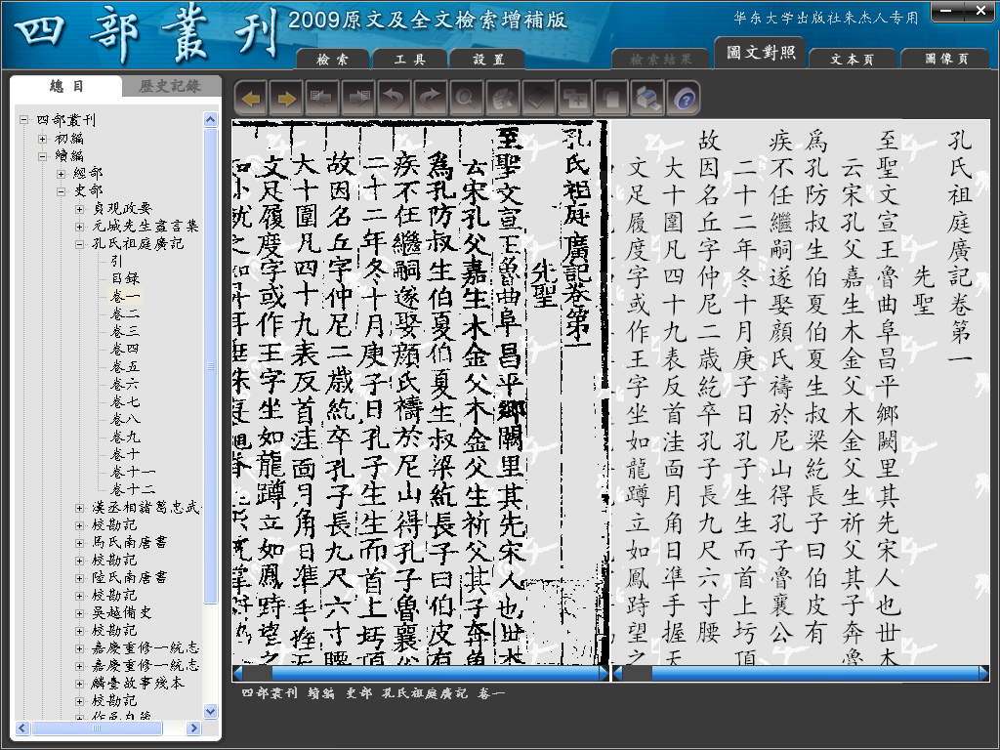 四部叢刊 2009原文及全文檢索增補版
华东大学出版社朱杰人专用
檢索 工具 設置
檢索結果 圖文對照 文本頁 圖像頁
總目 歷史記錄
四部叢刊
初編
續編
經部
史部
貞观政要
元城先生盡言集
孔氏祖庭廣記
引
目録
卷一
卷二
卷三
卷四
卷五
卷六
卷七
卷八
卷九
卷十
卷十一
卷十二
漢丞相諸葛忠武
校勘記
馬氏南唐書
校勘記
陸氏南唐書
校勘記
吳越備史
校勘記
嘉慶重修一統志
嘉慶重修一統志
麟臺故事殘本
校勘記
孔氏祖庭廣記卷第一
先聖
至聖文宣王魯曲阜昌平鄉闕里其先宋人也世本
云宋孔父嘉生木金父木金父生祈父其子奔魯
爲孔防叔生伯夏伯夏生叔梁紇長子曰伯皮有
疾不任繼嗣遂娶顔氏禱於尼山得孔子魯襄公
二十二年冬十月庚子日孔子生生而首上圬頂
故因名丘字仲尼二歲紇卒孔子長九尺六寸腰
大十圍凡四十九表反首洼面月角日準手握天
文足履度字或作王字坐如龍蹲立如鳳跱望之
孔氏祖庭廣記卷第一
先聖
至聖文宣王魯曲阜昌平鄉闕里其先宋人也世本
云宋孔父嘉生木金父木金父生祈父其子奔魯
爲孔防叔生伯夏伯夏生叔梁紇長子曰伯皮有
疾不任繼嗣遂娶顏氏禱於尼山得孔子魯襄公
二十二年冬十月庚子日孔子生生而首上圬頂
故因名丘字仲尼二歲紇卒孔子長九尺六寸腰
大十圍凡四十九表反首洼面月角日準手握天
文足履度字或作王字坐如龍蹲立如鳳跱望之
四部叢刊 續編 史部 孔氏祖庭廣記 卷一